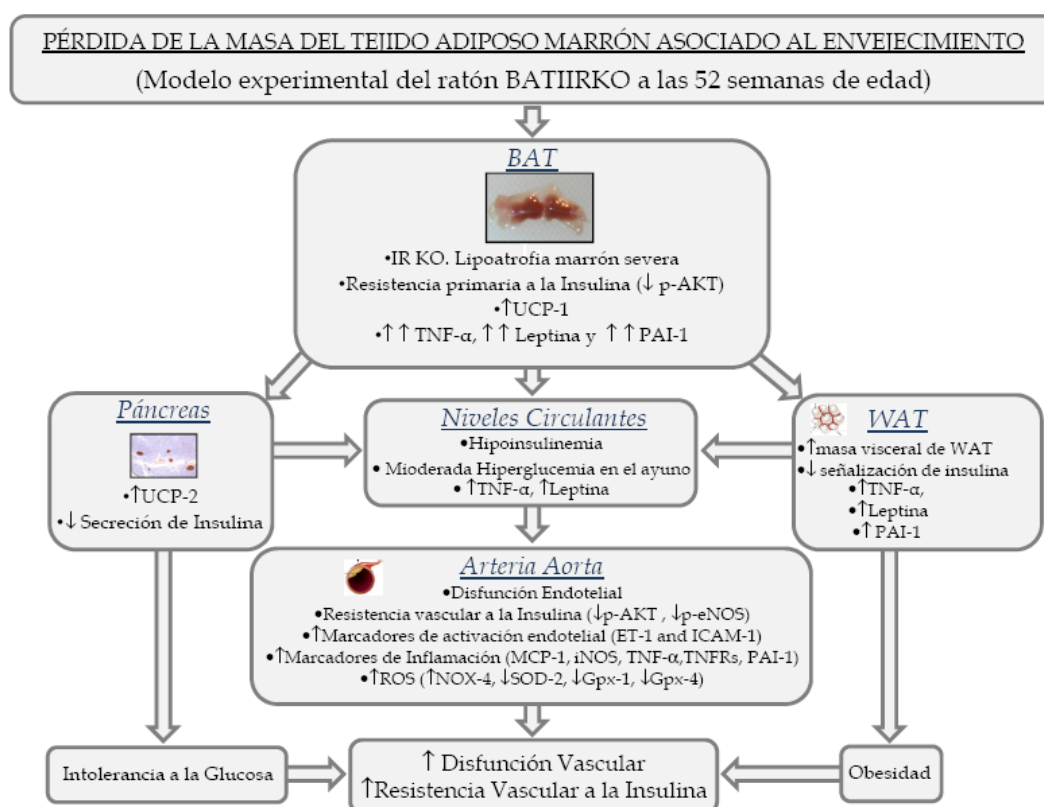 PÉRDIDA DE LA MASA DEL TEJIDO ADIPOSO MARRÓN ASOCIADO AL ENVEJECIMIENTO
(Modelo experimental del ratón BATIIRKO a las 52 semanas de edad)
BAT
•IR KO. Lipoatrofia marrón severa
•Resistencia primaria a la Insulina (↓ p-AKT)
•↑UCP-1
•↑↑TNF-α, ↑↑Leptina y ↑↑PAI-1
Páncreas
•↑UCP-2
•↓ Secreción de Insulina
Niveles Circulantes
•Hipoinsulinemia
• Mioderada Hiperglucemia en el ayuno
•↑TNF-α, ↑Leptina
WAT
•↑masa visceral de WAT
•↓ señalización de insulina
•↑TNF-α,
•↑Leptina
•↑ PAI-1
Arteria Aorta
•Disfunción Endotelial
•Resistencia vascular a la Insulina (↓p-AKT , ↓p-eNOS)
•↑Marcadores de activación endotelial (ET-1 and ICAM-1)
•↑Marcadores de Inflamación (MCP-1, iNOS, TNF-α,TNFRs, PAI-1)
•↑ROS (↑NOX-4, ↓SOD-2, ↓Gpx-1, ↓Gpx-4)
Intolerancia a la Glucosa
↑ Disfunción Vascular
↑Resistencia Vascular a la Insulina
Obesidad